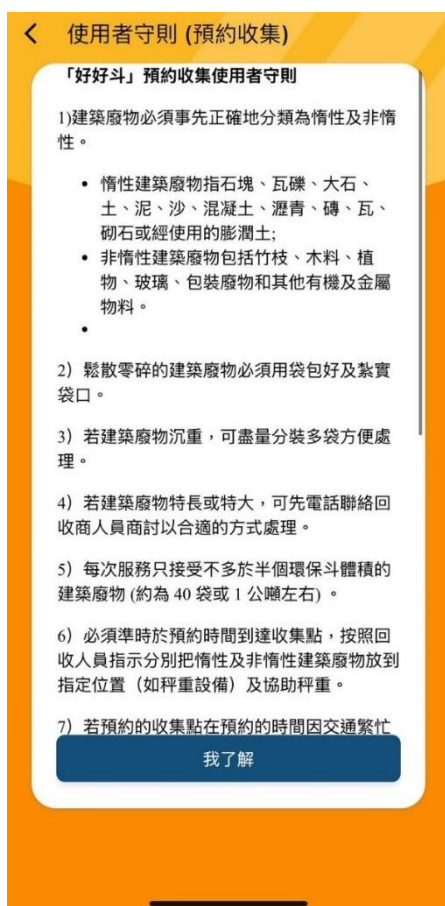 使用者守則 (預約收集)
「好好斗」預約收集使用者守則
1)建築廢物必須事先正確地分類為惰性及非惰
性。
• 惰性建築廢物指石塊、瓦礫、大石、
土、泥、沙、混凝土、瀝青、磚、瓦、
砌石或經使用的膨潤土;
• 非惰性建築廢物包括竹枝、木料、植
物、玻璃、包裝廢物和其他有機及金屬
物料。
•
2) 鬆散零碎的建築廢物必須用袋包好及紮實
袋口。
3) 若建築廢物沉重，可盡量分裝多袋方便處
理。
4) 若建築廢物特長或特大，可先電話聯絡回
收商人員商討以合適的方式處理。
5) 每次服務只接受不多於半個環保斗體積的
建築廢物 (約為 40 袋或 1 公噸左右) 。
6) 必須準時於預約時間到達收集點，按照回
收人員指示分別把惰性及非惰性建築廢物放到
指定位置（如秤重設備）及協助秤重。
7) 若預約的收集點在預約的時間因交通繁忙
我了解